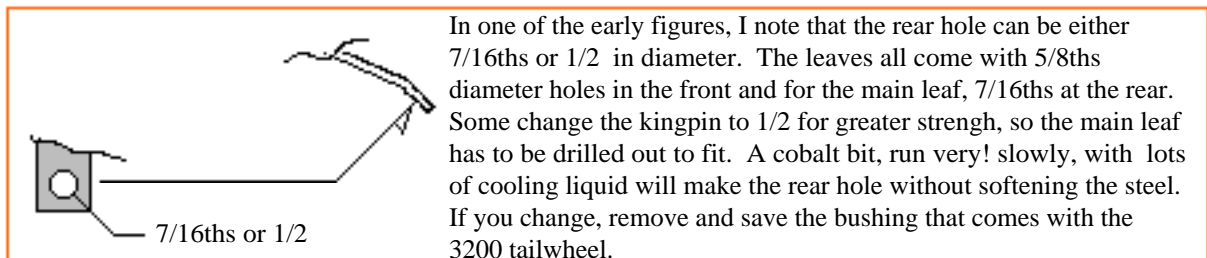 In one of the early figures, I note that the rear hole can be either
7/16ths or 1/2  in diameter.  The leaves all come with 5/8ths
diameter holes in the front and for the main leaf, 7/16ths at the rear.
Some change the kingpin to 1/2 for greater strengh, so the main leaf
has to be drilled out to fit.  A cobalt bit, run very! slowly, with  lots
of cooling liquid will make the rear hole without softening the steel.
If you change, remove and save the bushing that comes with the
3200 tailwheel.
7/16ths or 1/2